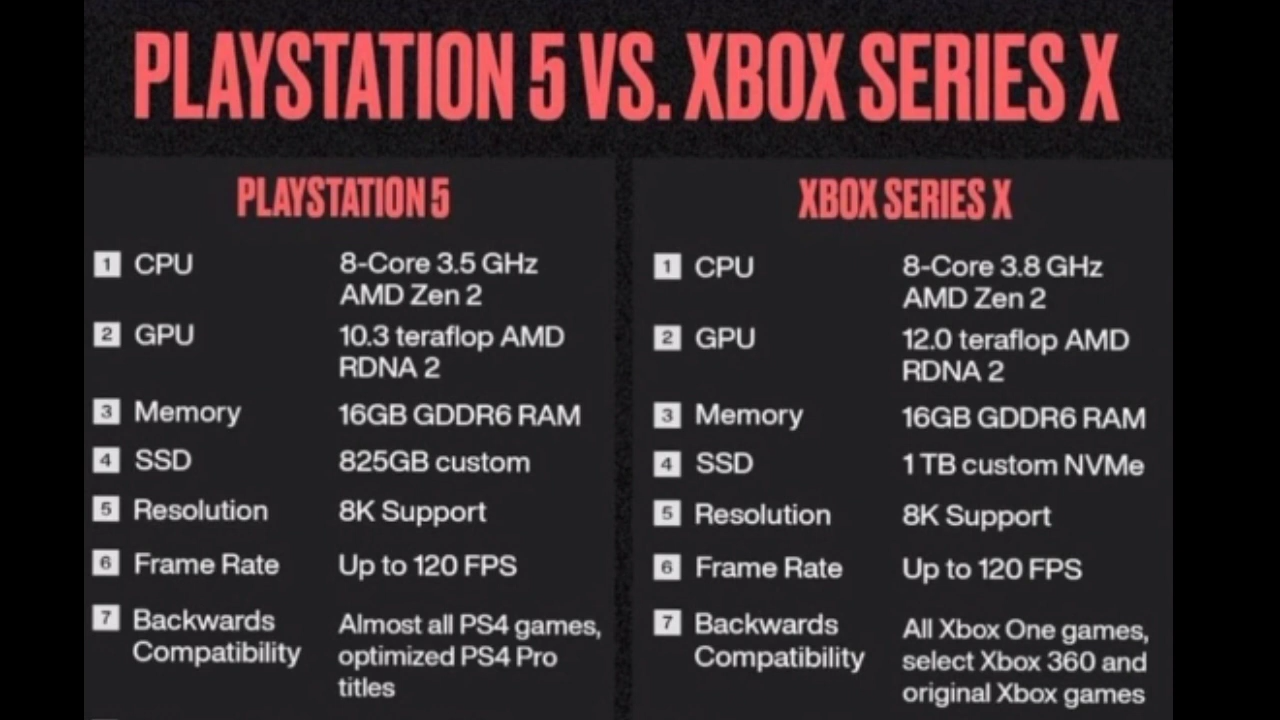 PLAYSTATION 5 VS. XBOX SERIES X
PLAYSTATION 5
1 CPU 8-Core 3.5 GHz
AMD Zen 2
2 GPU 10.3 teraflop AMD
RDNA 2
3 Memory 16GB GDDR6 RAM
4 SSD 825GB custom
5 Resolution 8K Support
6 Frame Rate Up to 120 FPS
7 Backwards Almost all PS4 games,
Compatibility optimized PS4 Pro
titles
XBOX SERIES X
1 CPU 8-Core 3.8 GHz
AMD Zen 2
2 GPU 12.0 teraflop AMD
RDNA 2
3 Memory 16GB GDDR6 RAM
4 SSD 1 TB custom NVMe
5 Resolution 8K Support
6 Frame Rate Up to 120 FPS
7 Backwards All Xbox One games,
Compatibility select Xbox 360 and
original Xbox games